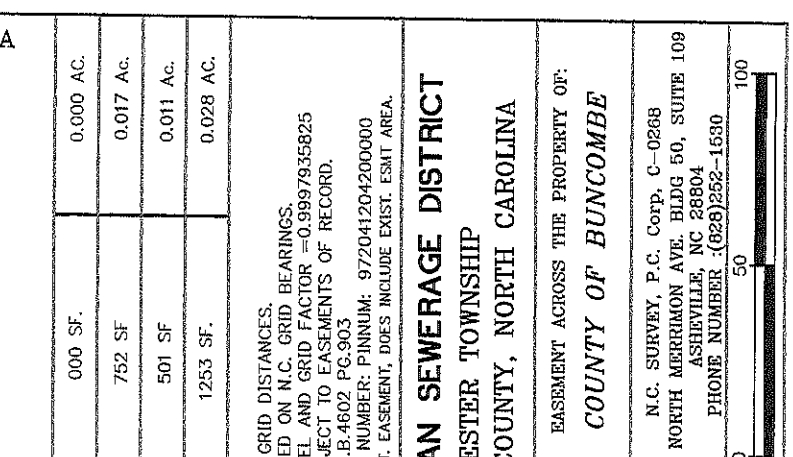 A
000 SF. 0.000 AC.
752 SF 0.017 Ac.
501 SF 0.011 Ac.
1253 SF. 0.028 AC.
GRID DISTANCES.
ED ON N.C. GRID BEARINGS.
EL AND GRID FACTOR =0.9997935825
JECT TO EASEMENTS OF RECORD.
.B.4602 PG.903
NUMBER: PINNUM: 972041204200000
T. EASEMENT, DOES INCLUDE EXIST. ESMT AREA.
AN SEWERAGE DISTRICT
ESTER TOWNSHIP
COUNTY, NORTH CAROLINA
EASEMENT ACROSS THE PROPERTY OF:
COUNTY OF BUNCOMBE
N.C. SURVEY, P.C. Corp, C-0268
NORTH MERRIMON AVE. BLDG 50, SUITE 109
ASHEVILLE, NC 28804
PHONE NUMBER :(828)252-1530
0 50 100